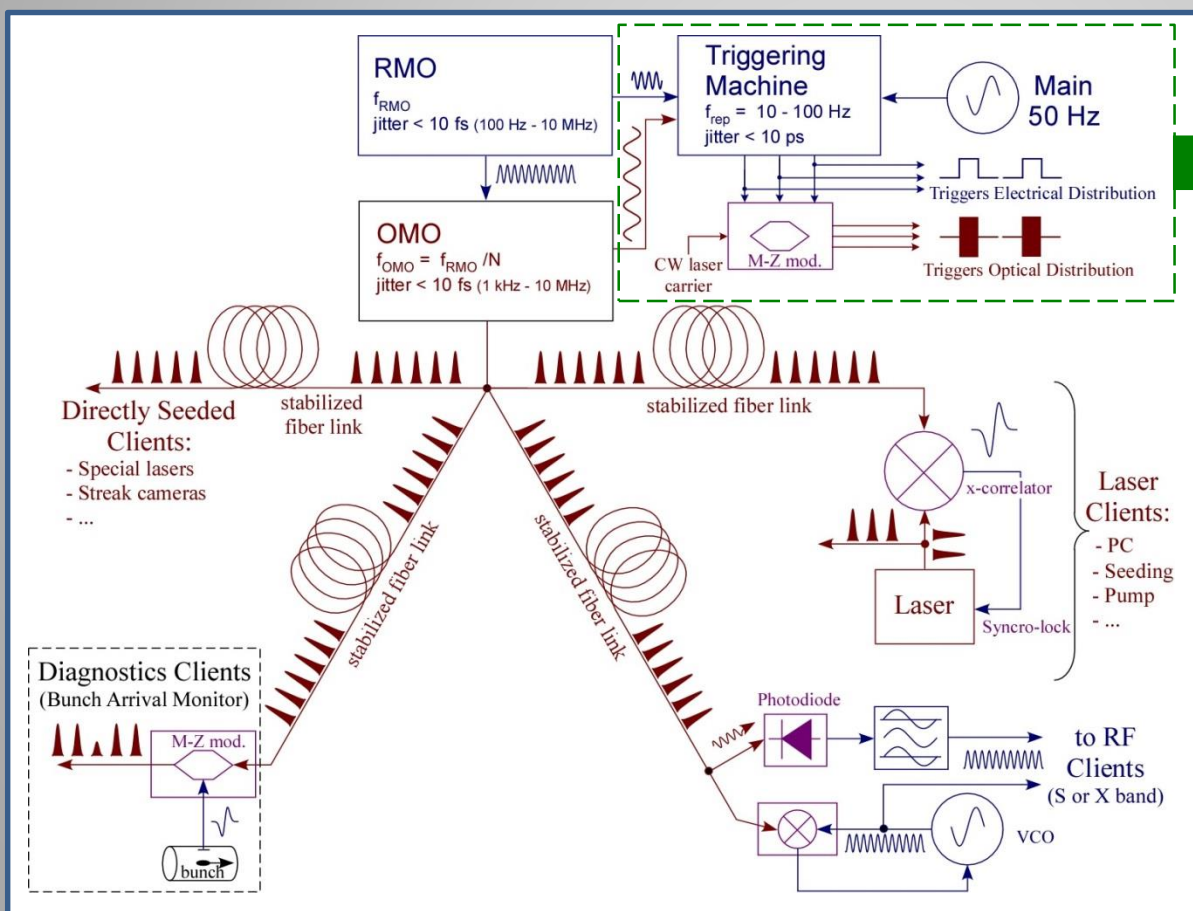 RMO
f_RMO
jitter < 10 fs (100 Hz - 10 MHz)
Triggering
Machine
f_rep = 10 - 100 Hz
jitter < 10 ps
Main
50 Hz
Triggers Electrical Distribution
OMO
f_OMO = f_RMO /N
jitter < 10 fs (1 kHz - 10 MHz)
CW laser
carrier
M-Z mod.
Triggers Optical Distribution
stabilized
fiber link
stabilized fiber link
Directly Seeded
Clients:
- Special lasers
- Streak cameras
- ...
x-correlator
Laser
Syncro-lock
Laser
Clients:
- PC
- Seeding
- Pump
- ...
stabilized fiber link
stabilized fiber link
Diagnostics Clients
(Bunch Arrival Monitor)
M-Z mod.
bunch
Photodiode
to RF
Clients
(S or X band)
VCO